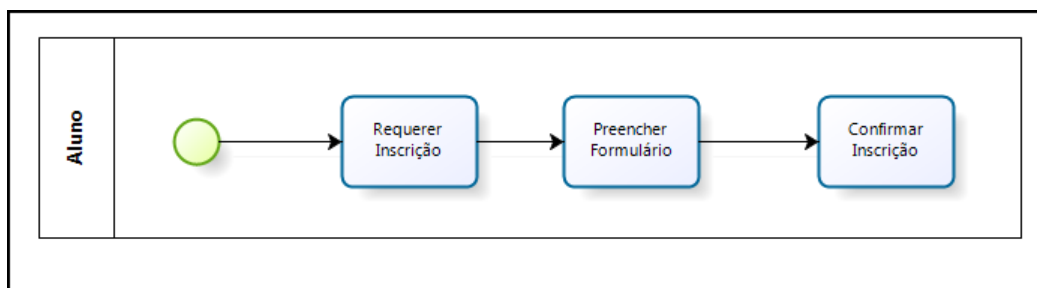 Aluno
Requerer
Inscrição
Preencher
Formulário
Confirmar
Inscrição